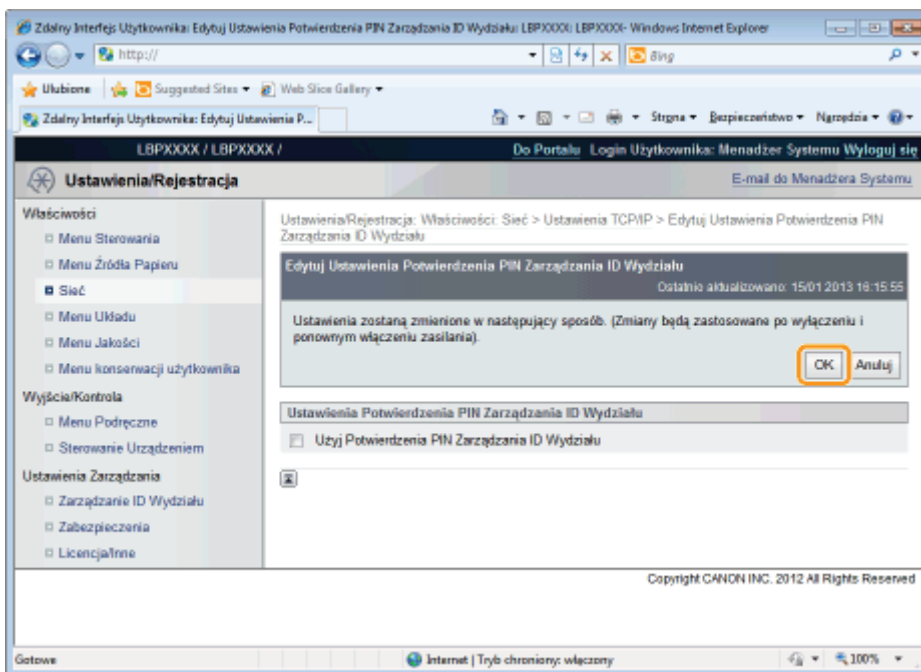 Zdalny Interfejs Użytkownika: Edytuj Ustawienia Potwierdzenia PIN Zarządzania ID Wydziału: LBPXXXX: LBPXXXX- Windows Internet Explorer
http://
Bing
Ulubione Suggested Sites Web Slice Gallery
Zdalny Interfejs Użytkownika: Edytuj Ustawienia P...
Strona Bezpieczeństwo Narzędzia
LBPXXXX / LBPXXXX /
Do Portalu Login Użytkownika: Menadżer Systemu Wyloguj się
Ustawienia/Rejestracja
E-mail do Menadżera Systemu
Właściwości
Menu Sterowania
Menu Źródła Papieru
Sieć
Menu Układu
Menu Jakości
Menu konserwacji użytkownika
Wyjście/Kontrola
Menu Podręczne
Sterowanie Urządzeniem
Ustawienia Zarządzania
Zarządzanie ID Wydziału
Zabezpieczenia
Licencja/Inne
Ustawienia/Rejestracja: Właściwości: Sieć > Ustawienia TCP/IP > Edytuj Ustawienia Potwierdzenia PIN
Zarządzania ID Wydziału
Edytuj Ustawienia Potwierdzenia PIN Zarządzania ID Wydziału
Ostatnio aktualizowano: 15/01 2013 16:15:55
Ustawienia zostaną zmienione w następujący sposób. (Zmiany będą zastosowane po wyłączeniu i
ponownym włączeniu zasilania).
OK Anuluj
Ustawienia Potwierdzenia PIN Zarządzania ID Wydziału
Użyj Potwierdzenia PIN Zarządzania ID Wydziału
Copyright CANON INC. 2012 All Rights Reserved
Gotowe
Internet | Tryb chroniony: włączony
100%